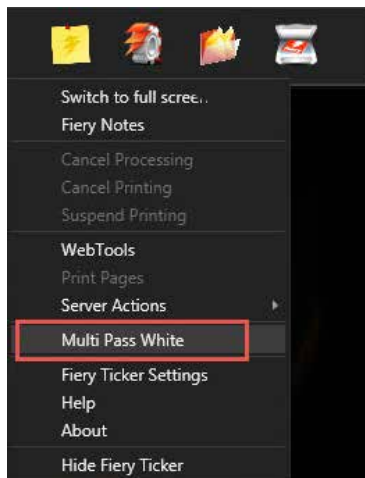 Switch to full scree..
Fiery Notes
Cancel Processing
Cancel Printing
Suspend Printing
WebTools
Print Pages
Server Actions
Multi Pass White
Fiery Ticker Settings
Help
About
Hide Fiery Ticker